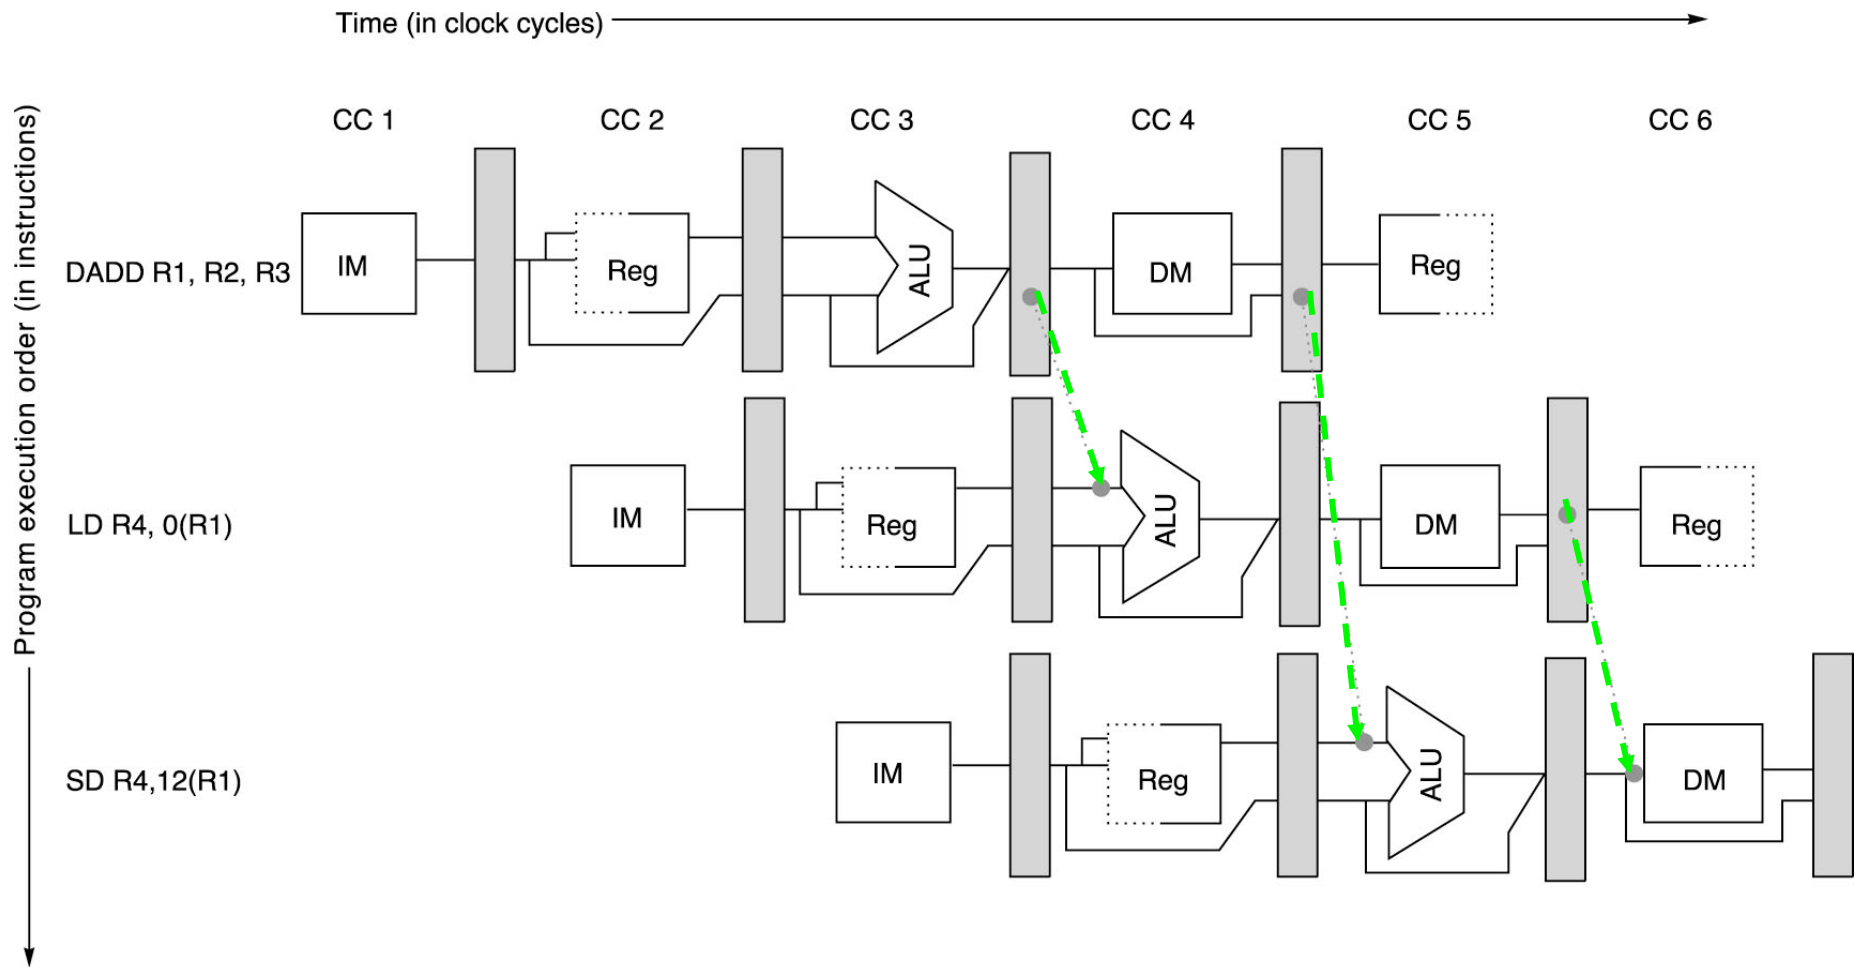 Time (in clock cycles)
CC 1 CC 2 CC 3 CC 4 CC 5 CC 6
Program execution order (in instructions)
DADD R1, R2, R3 IM Reg ALU DM Reg
LD R4, 0(R1) IM Reg ALU DM Reg
SD R4,12(R1) IM Reg ALU DM